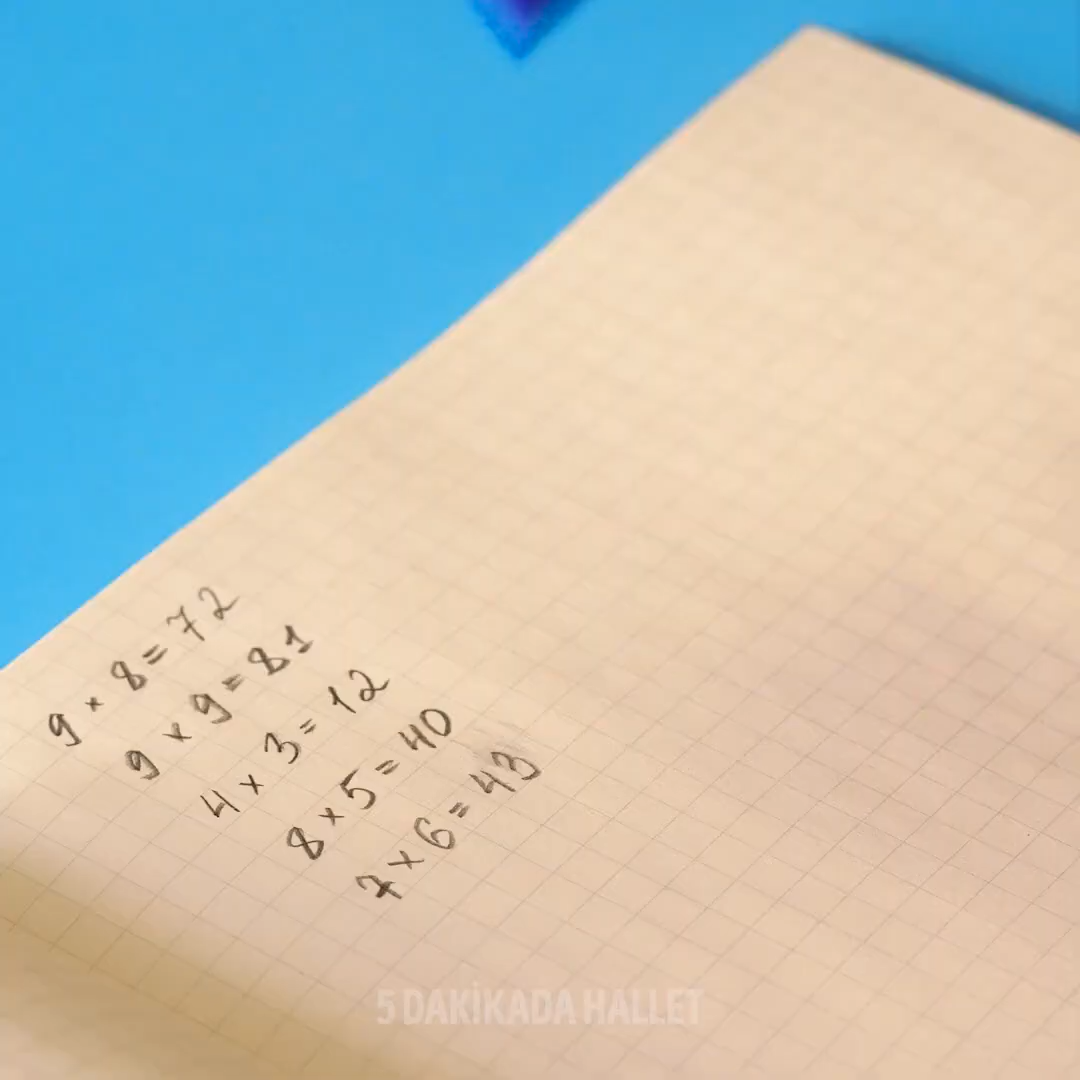 9 × 8 = 72
9 × 9 = 81
4 × 3 = 12
8 × 5 = 40
7 × 6 = 43
5 DAKİKADA HALLET